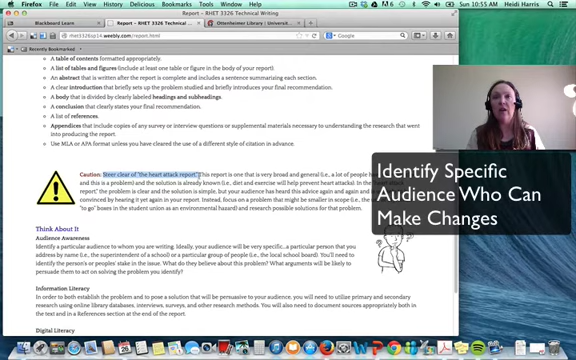 Firefox File Edit View History Delicious Bookmarks Tools Window Help
Sun 10:55 AM Heidi Harris
Report – RHET 3326 Technical Writing
Blackboard Learn
Report – RHET 3326 Technical ...
Ottenheimer Library | Universi...
rhet3326sp14.weebly.com/report.html
Google
Recently Bookmarked
A table of contents formatted appropriately.
A list of tables and figures (include at least one table or figure in the body of your report).
An abstract that is written after the report is complete and includes a sentence summarizing each section.
A clear introduction that briefly sets up the problem studied and briefly introduces your final recommendation.
A body that is divided by clearly labeled headings and subheadings.
A conclusion that clearly states your final recommendation.
A list of references.
Appendices that include copies of any survey or interview questions or supplemental materials necessary to understanding the research that went
into producing the report.
Use MLA or APA format unless you have cleared the use of a different style of citation in advance.
Caution: Steer clear of "the heart attack report." This report is one that is very broad and general (i.e., a lot of people
and this is a problem) and the solution is already known (i.e., diet and exercise will help prevent heart attacks). In the "heart attack
report," the problem is clear and the solution is simple, but your audience has heard this advice again and again
convinced by hearing it yet again in your report. Instead, focus on a problem that might be smaller in scope (i.e., the
"to go" boxes in the student union as an environmental hazard) and research possible solutions for that problem.
Identify Specific
Audience Who Can
Make Changes
Think About It
Audience Awareness
Identify a particular audience to whom you are writing. Ideally, your audience will be very specific...a particular person that you
address by name (i.e., the superintendent of a school) or a particular group of people (i.e., the local school board). You'll need to
identify the person's or peoples' stake in the issue. What do they believe about this problem? What arguments will be likely to
persuade them to act on solving the problem you identify?
Information Literacy
In order to both establish the problem and to pose a solution that will be persuasive to your audience, you will need to utilize primary and secondary
research using online library databases, interviews, surveys, and other research methods. You will also need to document sources appropriately both in
the text and in a References section at the end of the report.
Digital Literacy